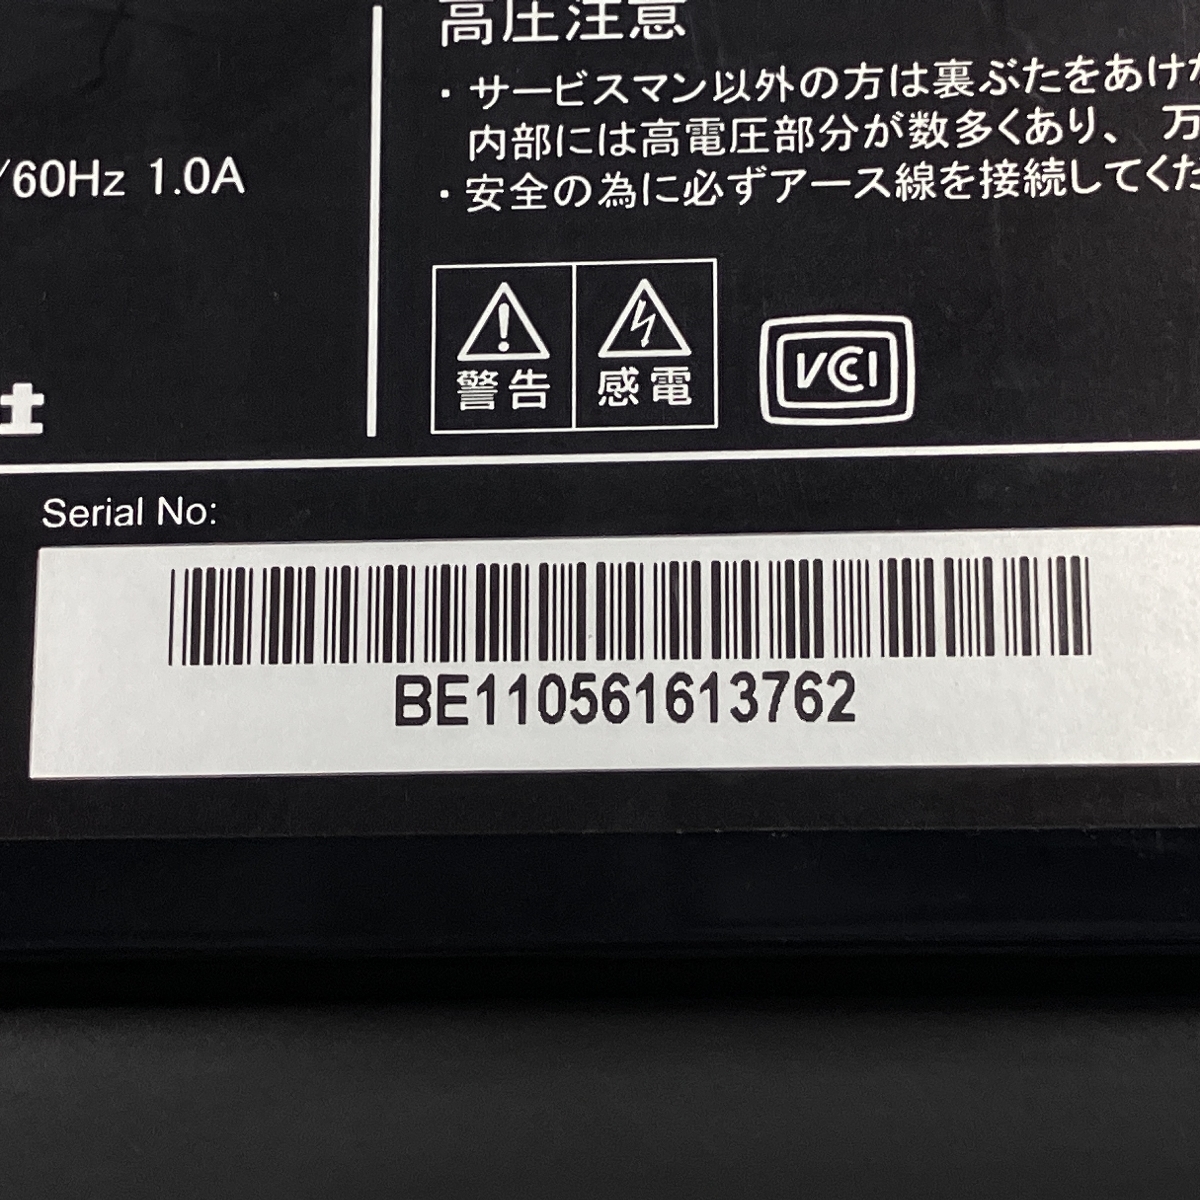 高圧注意
・サービスマン以外の方は裏ぶたをあけ
内部には高電圧部分が数多くあり、 万
・安全の為に必ずアース線を接続してくだ
/60Hz 1.0A
警告
感電
VCCI
Serial No:
BE110561613762